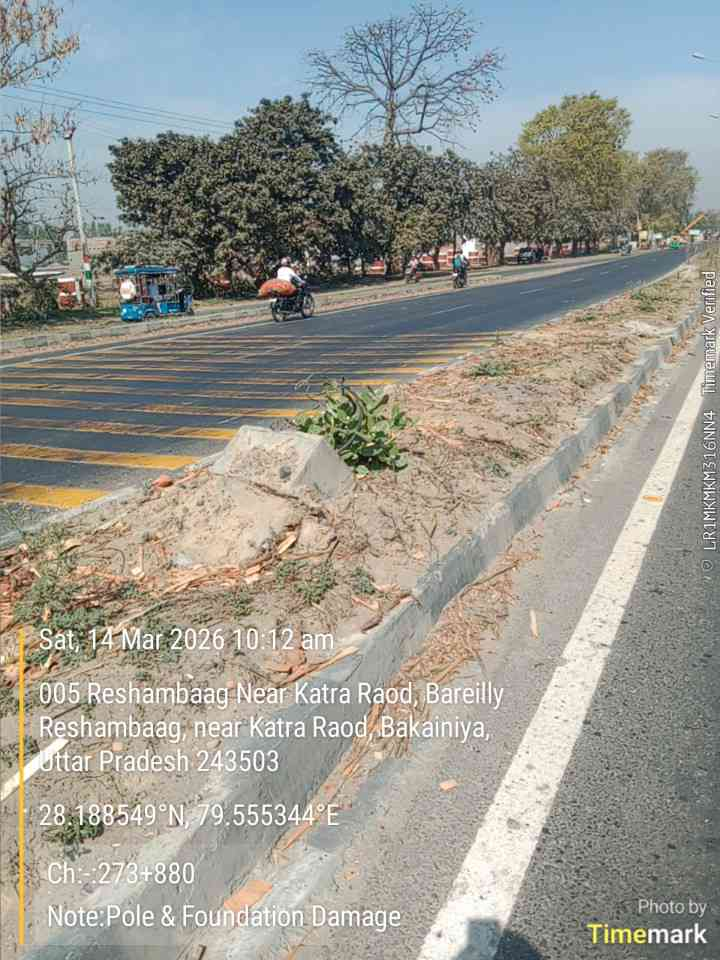 Sat, 14 Mar 2026 10:12 am
005 Reshambaag Near Katra Raod, Bareilly
Reshambaag, near Katra Raod, Bakainiya,
Uttar Pradesh 243503
28.188549°N, 79.555344°E
Ch:-:273+880
Note:Pole & Foundation Damage
Photo by
Timemark
LR1MKMKM316NN4 Timemark Verified